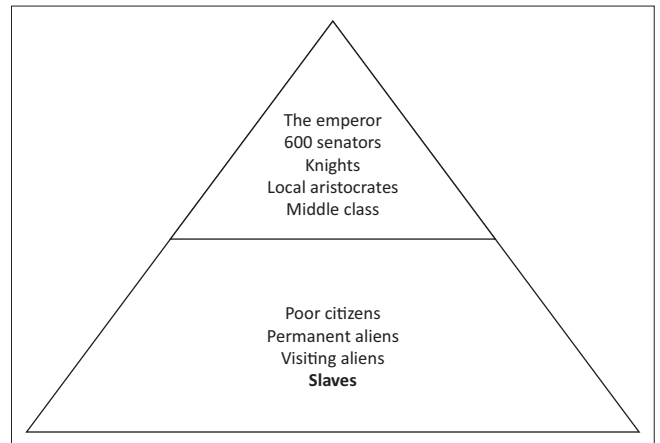 The emperor
600 senators
Knights
Local aristocrates
Middle class
Poor citizens
Permanent aliens
Visiting aliens
Slaves